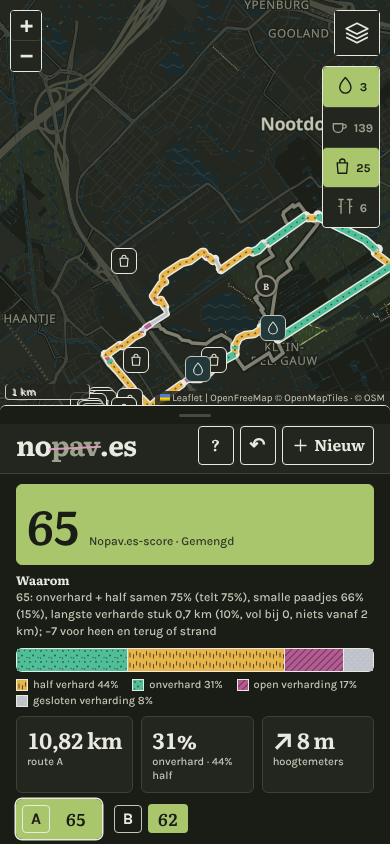 +
−
YPENBURG
GOOLAND
3
139
25
6
Nootdo
B
HAANTJE
KLEIN-
DEL. GAUW
1 km
Leaflet | OpenFreeMap © OpenMapTiles · © OSM
nopav.es
?
↶
+ Nieuw
65 Nopav.es-score · Gemengd
Waarom
65: onverhard + half samen 75% (telt 75%), smalle paadjes 66%
(15%), langste verharde stuk 0,7 km (10%, vol bij 0, niets vanaf 2
km); −7 voor heen en terug of strand
half verhard 44% onverhard 31% open verharding 17%
gesloten verharding 8%
10,82 km
route A
31%
onverhard · 44%
half
↗ 8 m
hoogtemeters
A 65 B 62